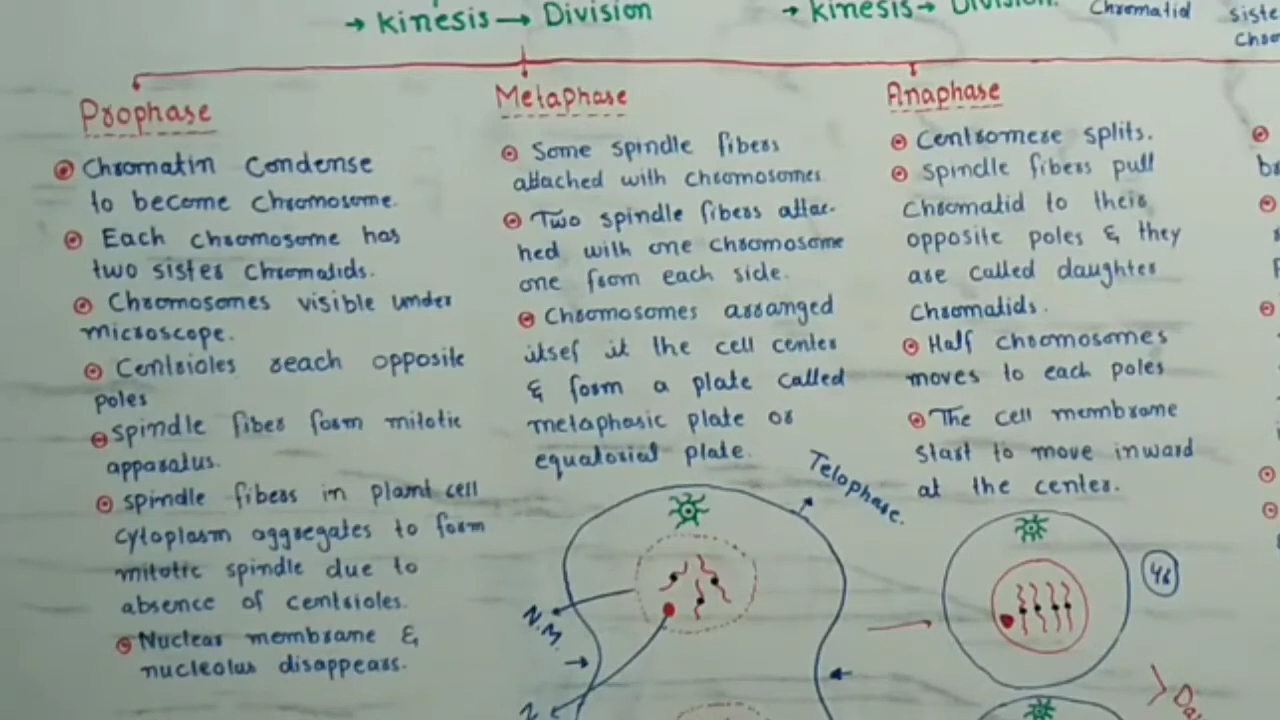 → kinesis → Division
→ kinesis → Division.
Chromatid
Prophase
⊙ Chromatin Condense
to become chromosome.
⊙ Each chromosome has
two sister chromatids.
⊙ Chromosomes visible under
microscope.
⊙ Centrioles reach opposite
poles
⊙ spindle fiber form mitotic
apparatus.
⊙ spindle fibers in plant cell
cytoplasm aggregates to form
mitotic spindle due to
absence of centrioles.
⊙ Nuclear membrane &
nucleolus disappears.
Metaphase
⊙ Some spindle fibers
attached with chromosomes
⊙ Two spindle fibers attac-
hed with one chromosome
one from each side.
⊙ Chromosomes arranged
itsef it the cell center
& form a plate called
metaphasic plate or
equatorial plate.
Anaphase
⊙ Centromere splits.
⊙ Spindle fibers pull
chromatid to their
opposite poles & they
are called daughter
chromatids.
⊙ Half chromosomes
moves to each poles
⊙ The cell membrane
start to move inward
at the center.
Telophase.
N.M.
46